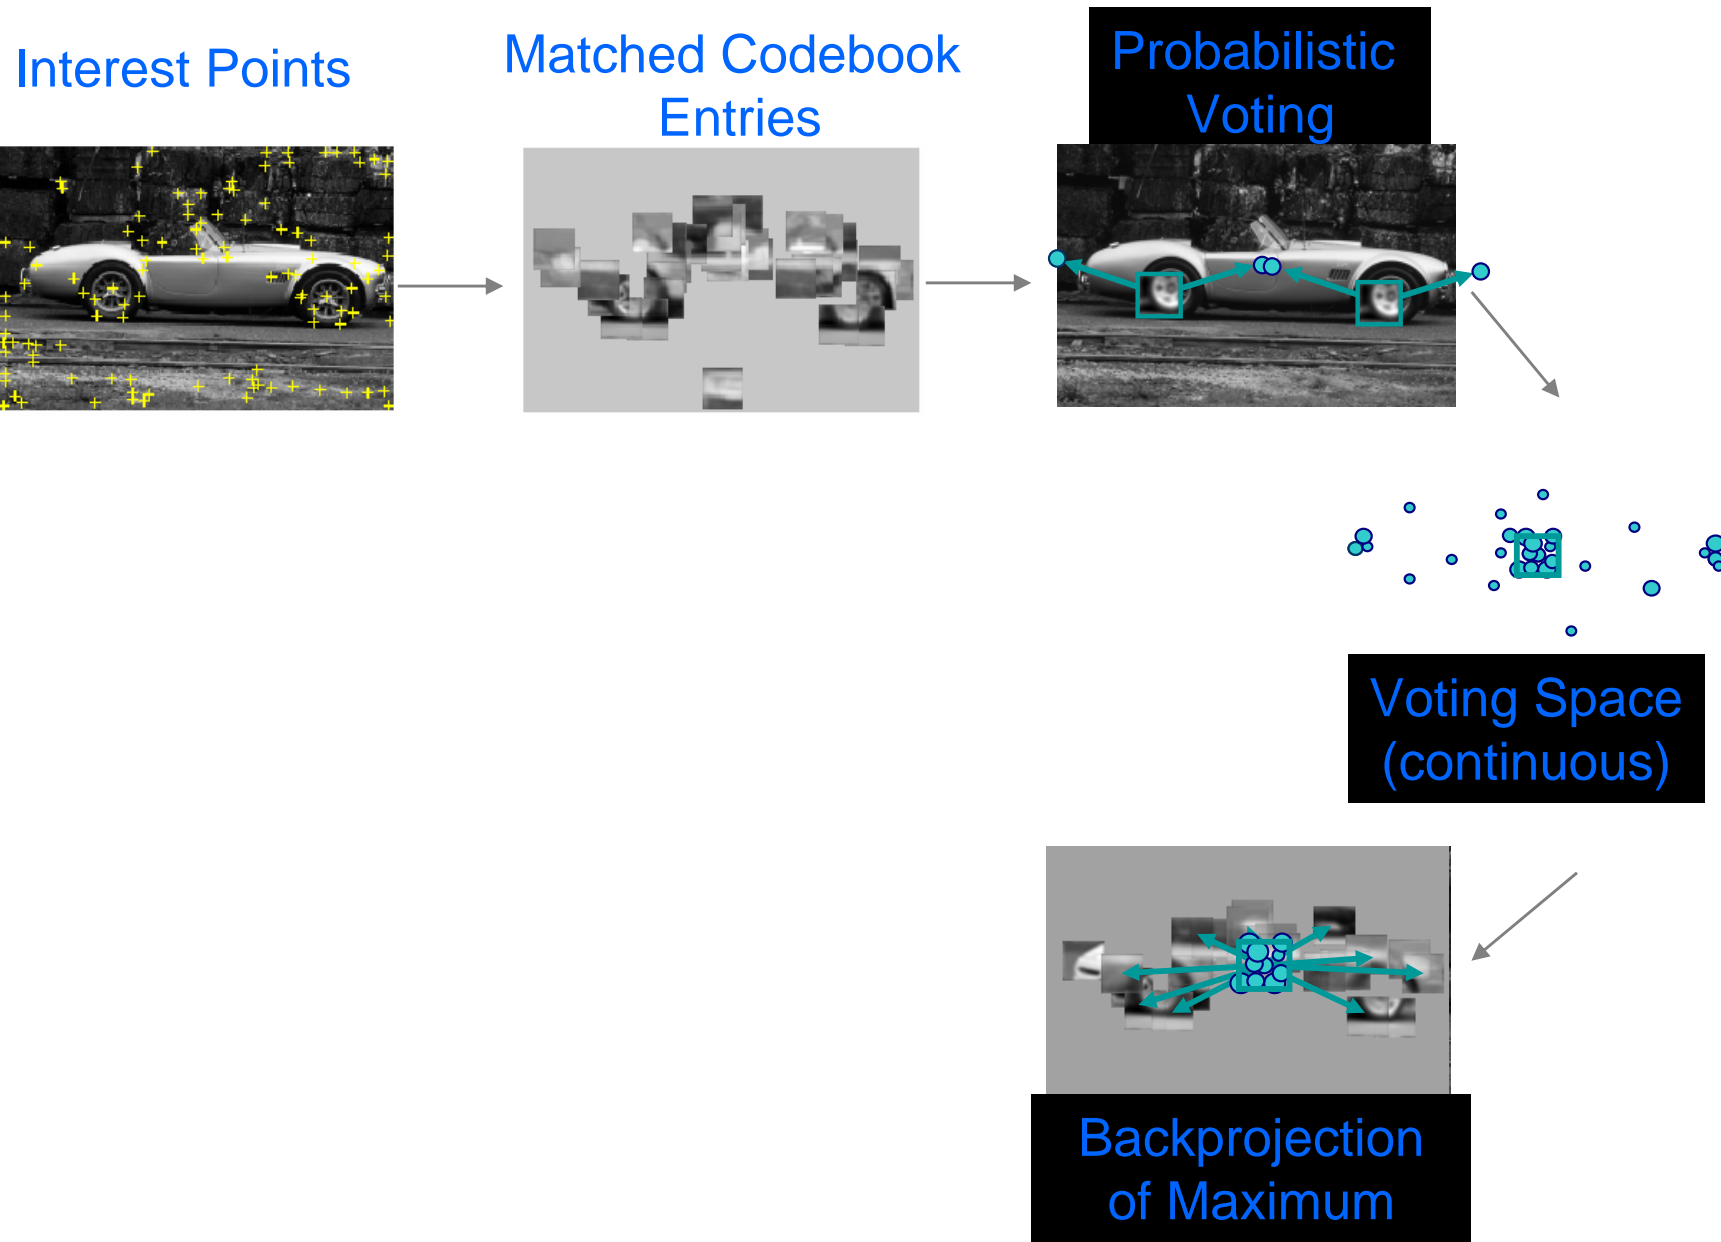 Interest Points
Matched Codebook
Entries
Probabilistic
Voting
Voting Space
(continuous)
Backprojection
of Maximum